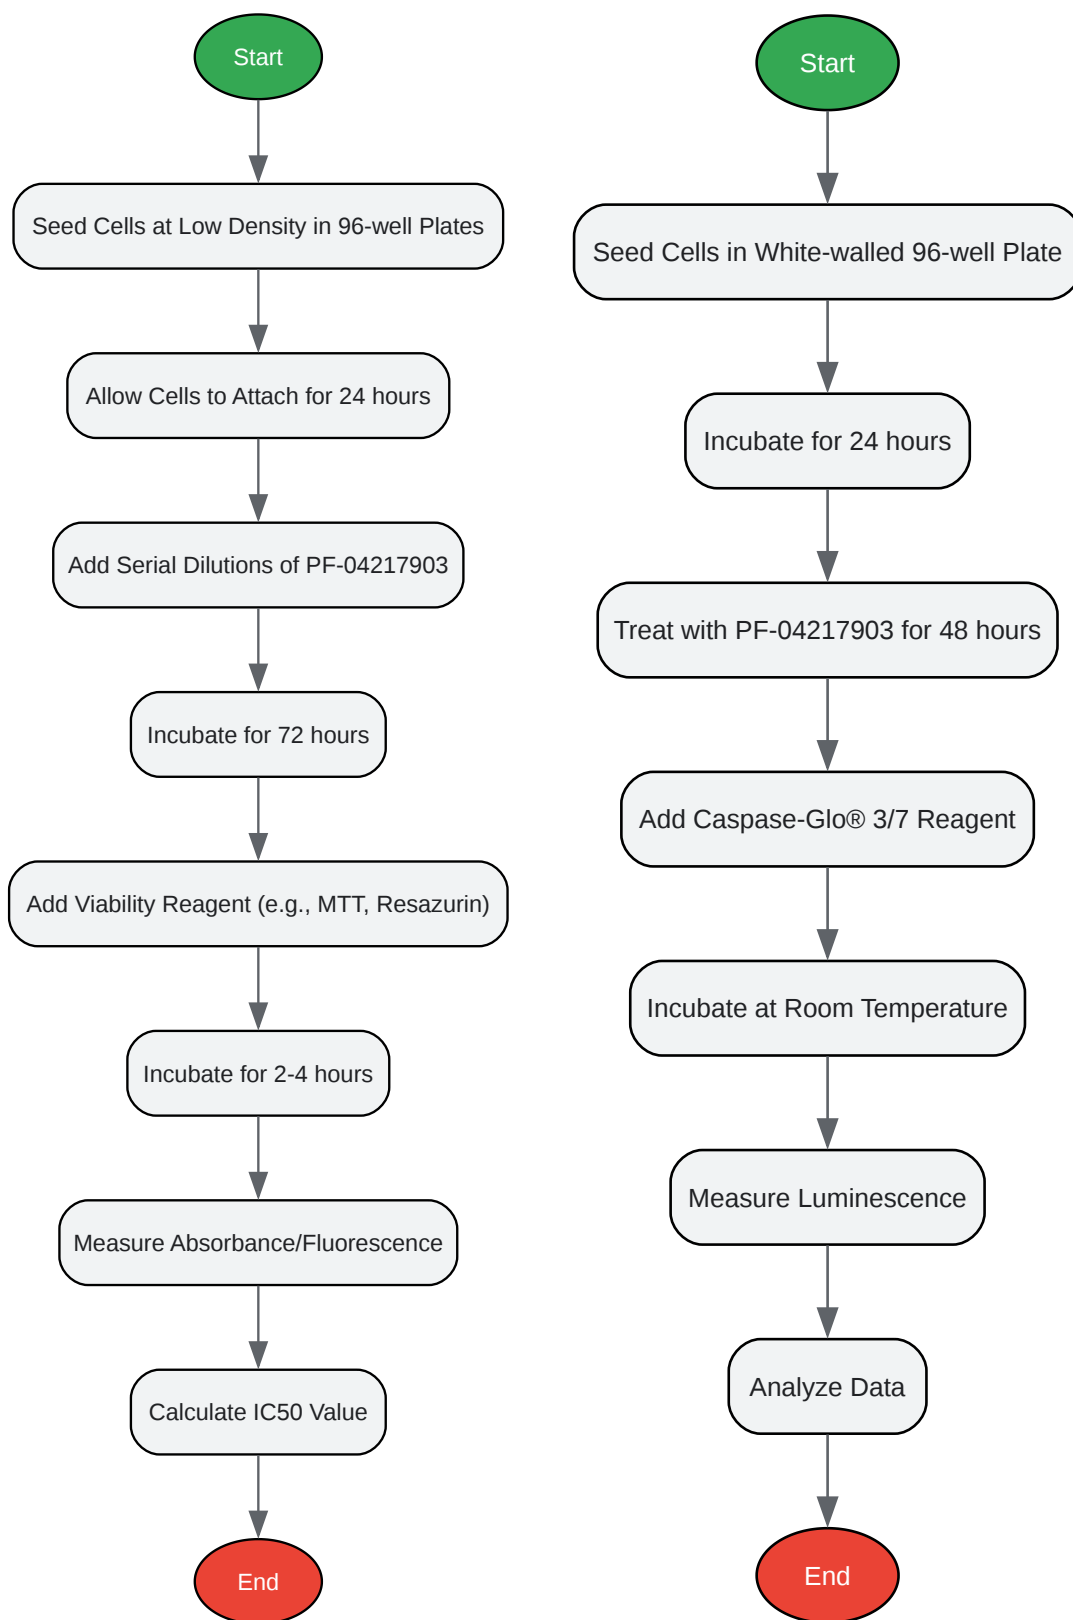 Start
Seed Cells at Low Density in 96-well Plates
Allow Cells to Attach for 24 hours
Add Serial Dilutions of PF-04217903
Incubate for 72 hours
Add Viability Reagent (e.g., MTT, Resazurin)
Incubate for 2-4 hours
Measure Absorbance/Fluorescence
Calculate IC50 Value
End
Start
Seed Cells in White-walled 96-well Plate
Incubate for 24 hours
Treat with PF-04217903 for 48 hours
Add Caspase-Glo® 3/7 Reagent
Incubate at Room Temperature
Measure Luminescence
Analyze Data
End